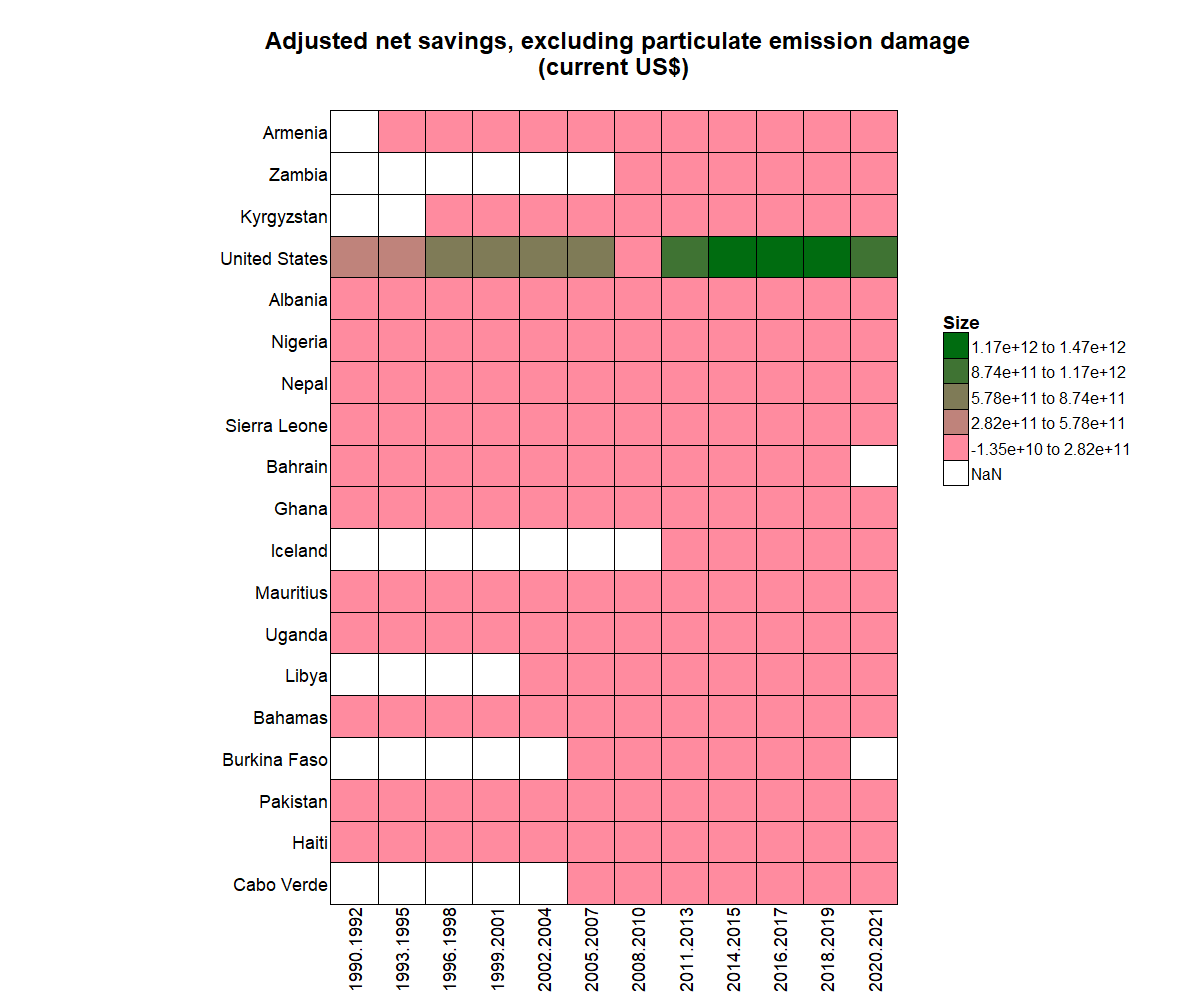 Adjusted net savings, excluding particulate emission damage
(current US$)
Armenia
Zambia
Kyrgyzstan
United States
Albania
Nigeria
Nepal
Sierra Leone
Bahrain
Ghana
Iceland
Mauritius
Uganda
Libya
Bahamas
Burkina Faso
Pakistan
Haiti
Cabo Verde
1990.1992
1993.1995
1996.1998
1999.2001
2002.2004
2005.2007
2008.2010
2011.2013
2014.2015
2016.2017
2018.2019
2020.2021
Size
1.17e+12 to 1.47e+12
8.74e+11 to 1.17e+12
5.78e+11 to 8.74e+11
2.82e+11 to 5.78e+11
-1.35e+10 to 2.82e+11
NaN